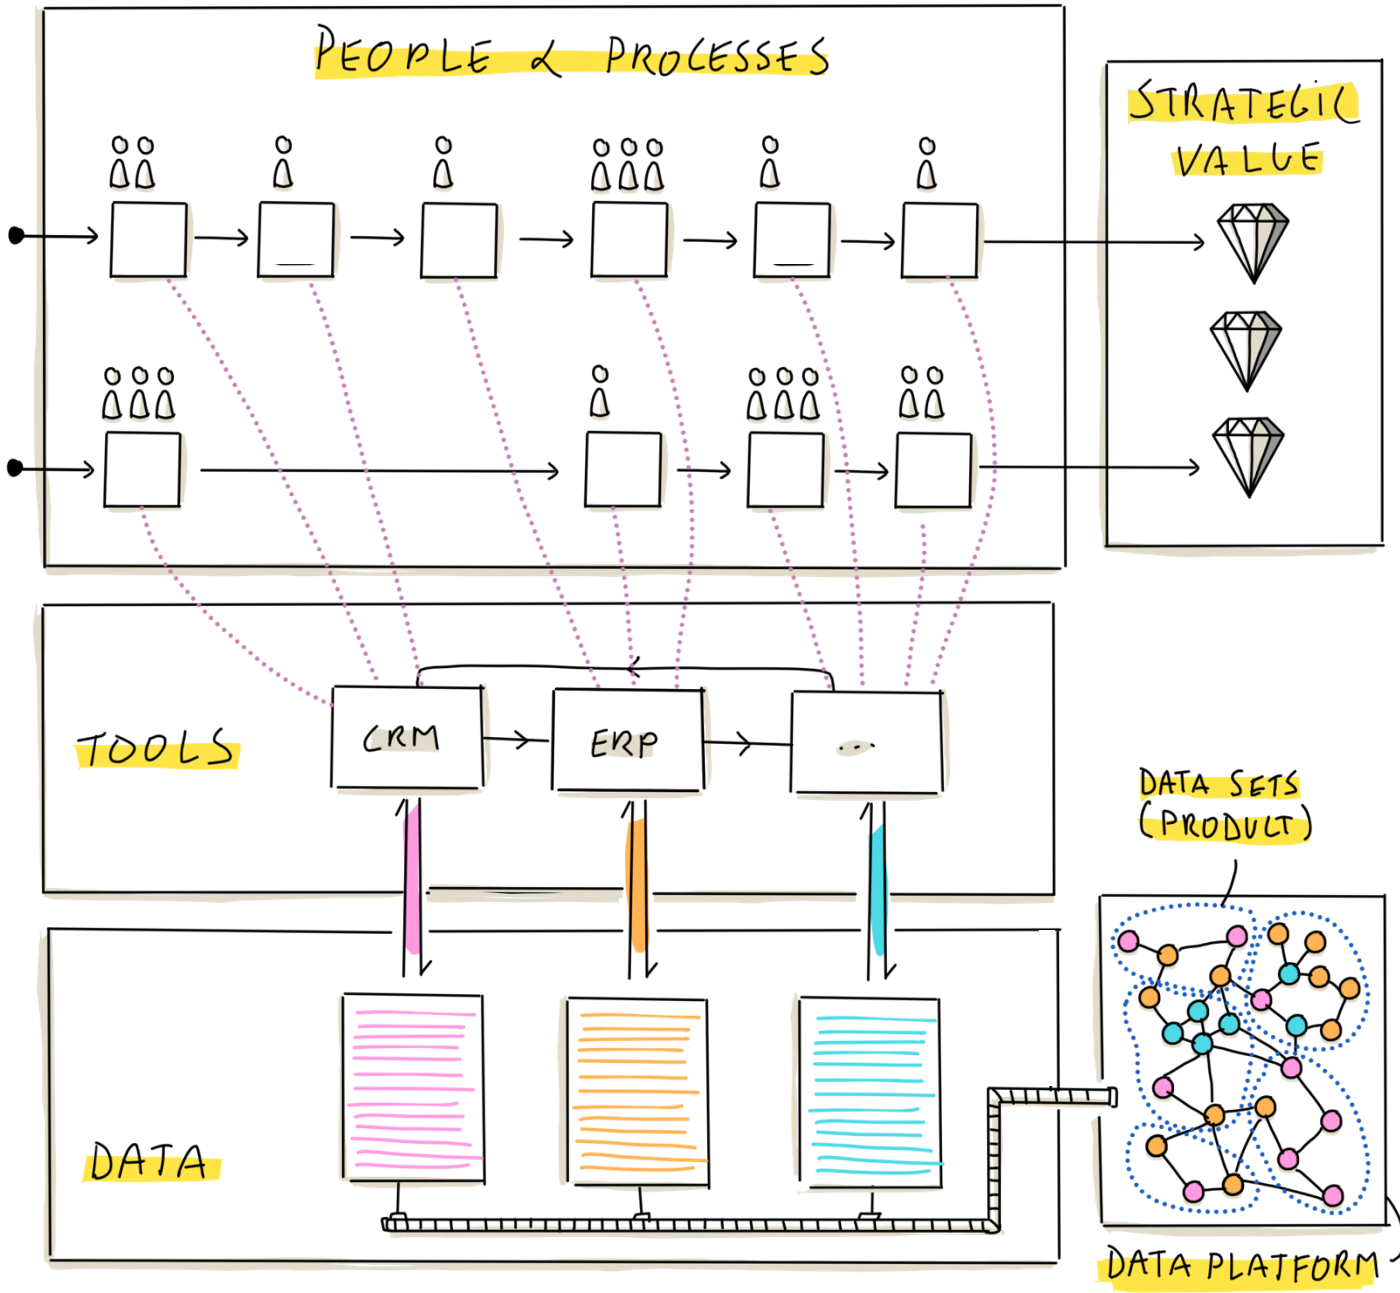 PEOPLE & PROCESSES
STRATEGIC
VALUE
TOOLS
CRM
ERP
...
DATA SETS
(PRODUCT)
DATA
DATA PLATFORM